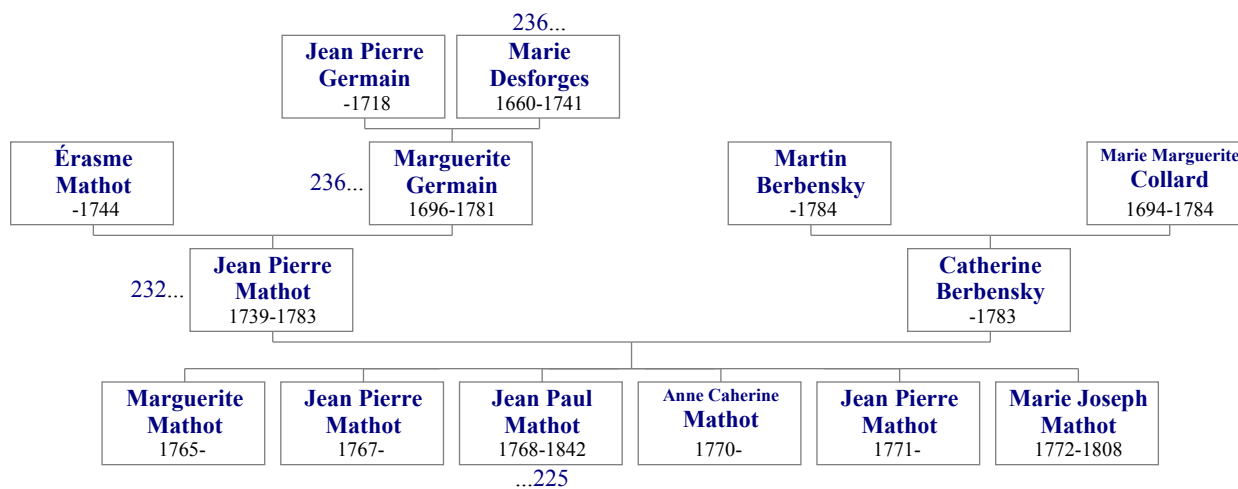 236...
Jean Pierre
Germain
-1718
Marie
Desforges
1660-1741
Érasme
Mathot
-1744
236...
Marguerite
Germain
1696-1781
Martin
Berbensky
-1784
Marie Marguerite
Collard
1694-1784
232...
Jean Pierre
Mathot
1739-1783
Catherine
Berbensky
-1783
Marguerite
Mathot
1765-
Jean Pierre
Mathot
1767-
Jean Paul
Mathot
1768-1842
Anne Caherine
Mathot
1770-
Jean Pierre
Mathot
1771-
Marie Joseph
Mathot
1772-1808
...225